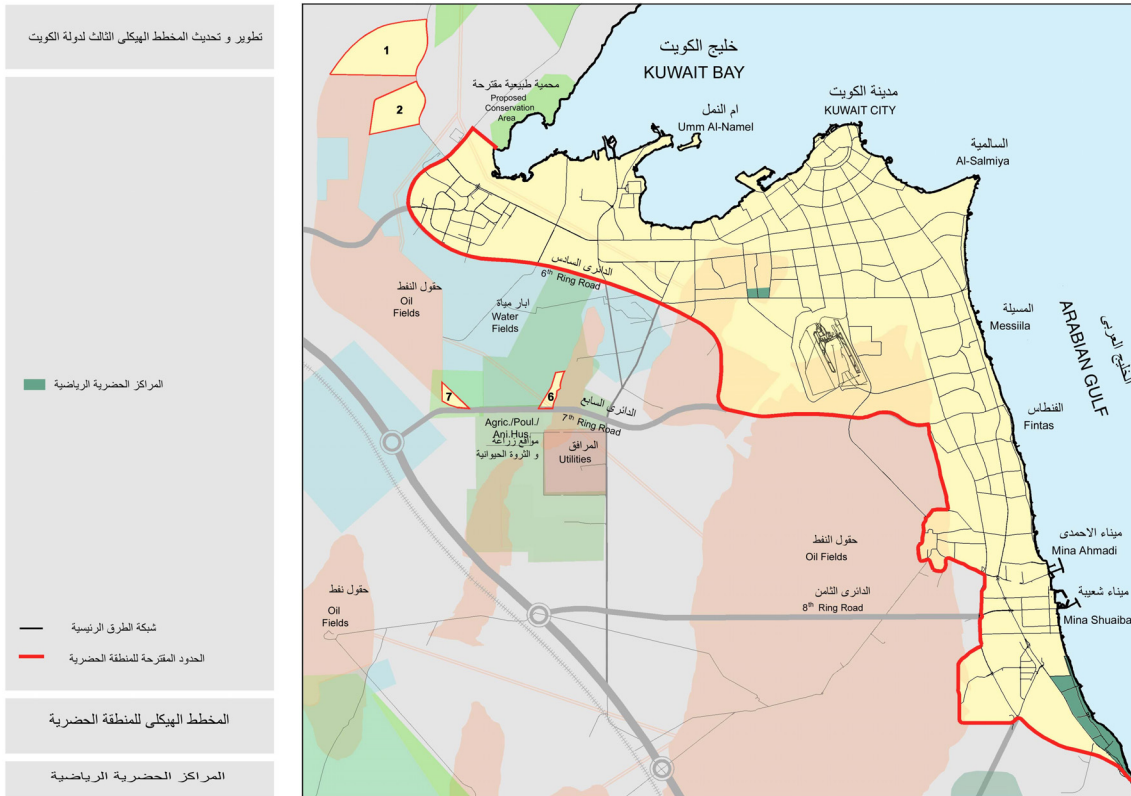 تطوير و تحديث المخطط الهيكلى الثالث لدولة الكويت
المراكز الحضرية الرياضية
شبكة الطرق الرئيسية
الحدود المقترحة للمنطقة الحضرية
المخطط الهيكلى للمنطقة الحضرية
المراكز الحضرية الرياضية
1
2
خليج الكويت
KUWAIT BAY
محمية طبيعية مقترحة
Proposed
Conservation
Area
ام النمل
Umm Al-Namel
مدينة الكويت
KUWAIT CITY
السالمية
Al-Salmiya
الدائرى السادس
6th Ring Road
حقول النفط
Oil
Fields
ابار مياة
Water
Fields
المسيلة
Messiila
الخليج العربى
ARABIAN GULF
7
6
الدائرى السابع
7th Ring Road
Agric./Poul./
Ani.Hus.
مواقع زراعه
و الثروة الحيوانية
المرافق
Utilities
الفنطاس
Fintas
حقول النفط
Oil Fields
ميناء الاحمدى
Mina Ahmadi
ميناء شعيبة
Mina Shuaiba
الدائرى الثامن
8th Ring Road
حقول نفط
Oil
Fields